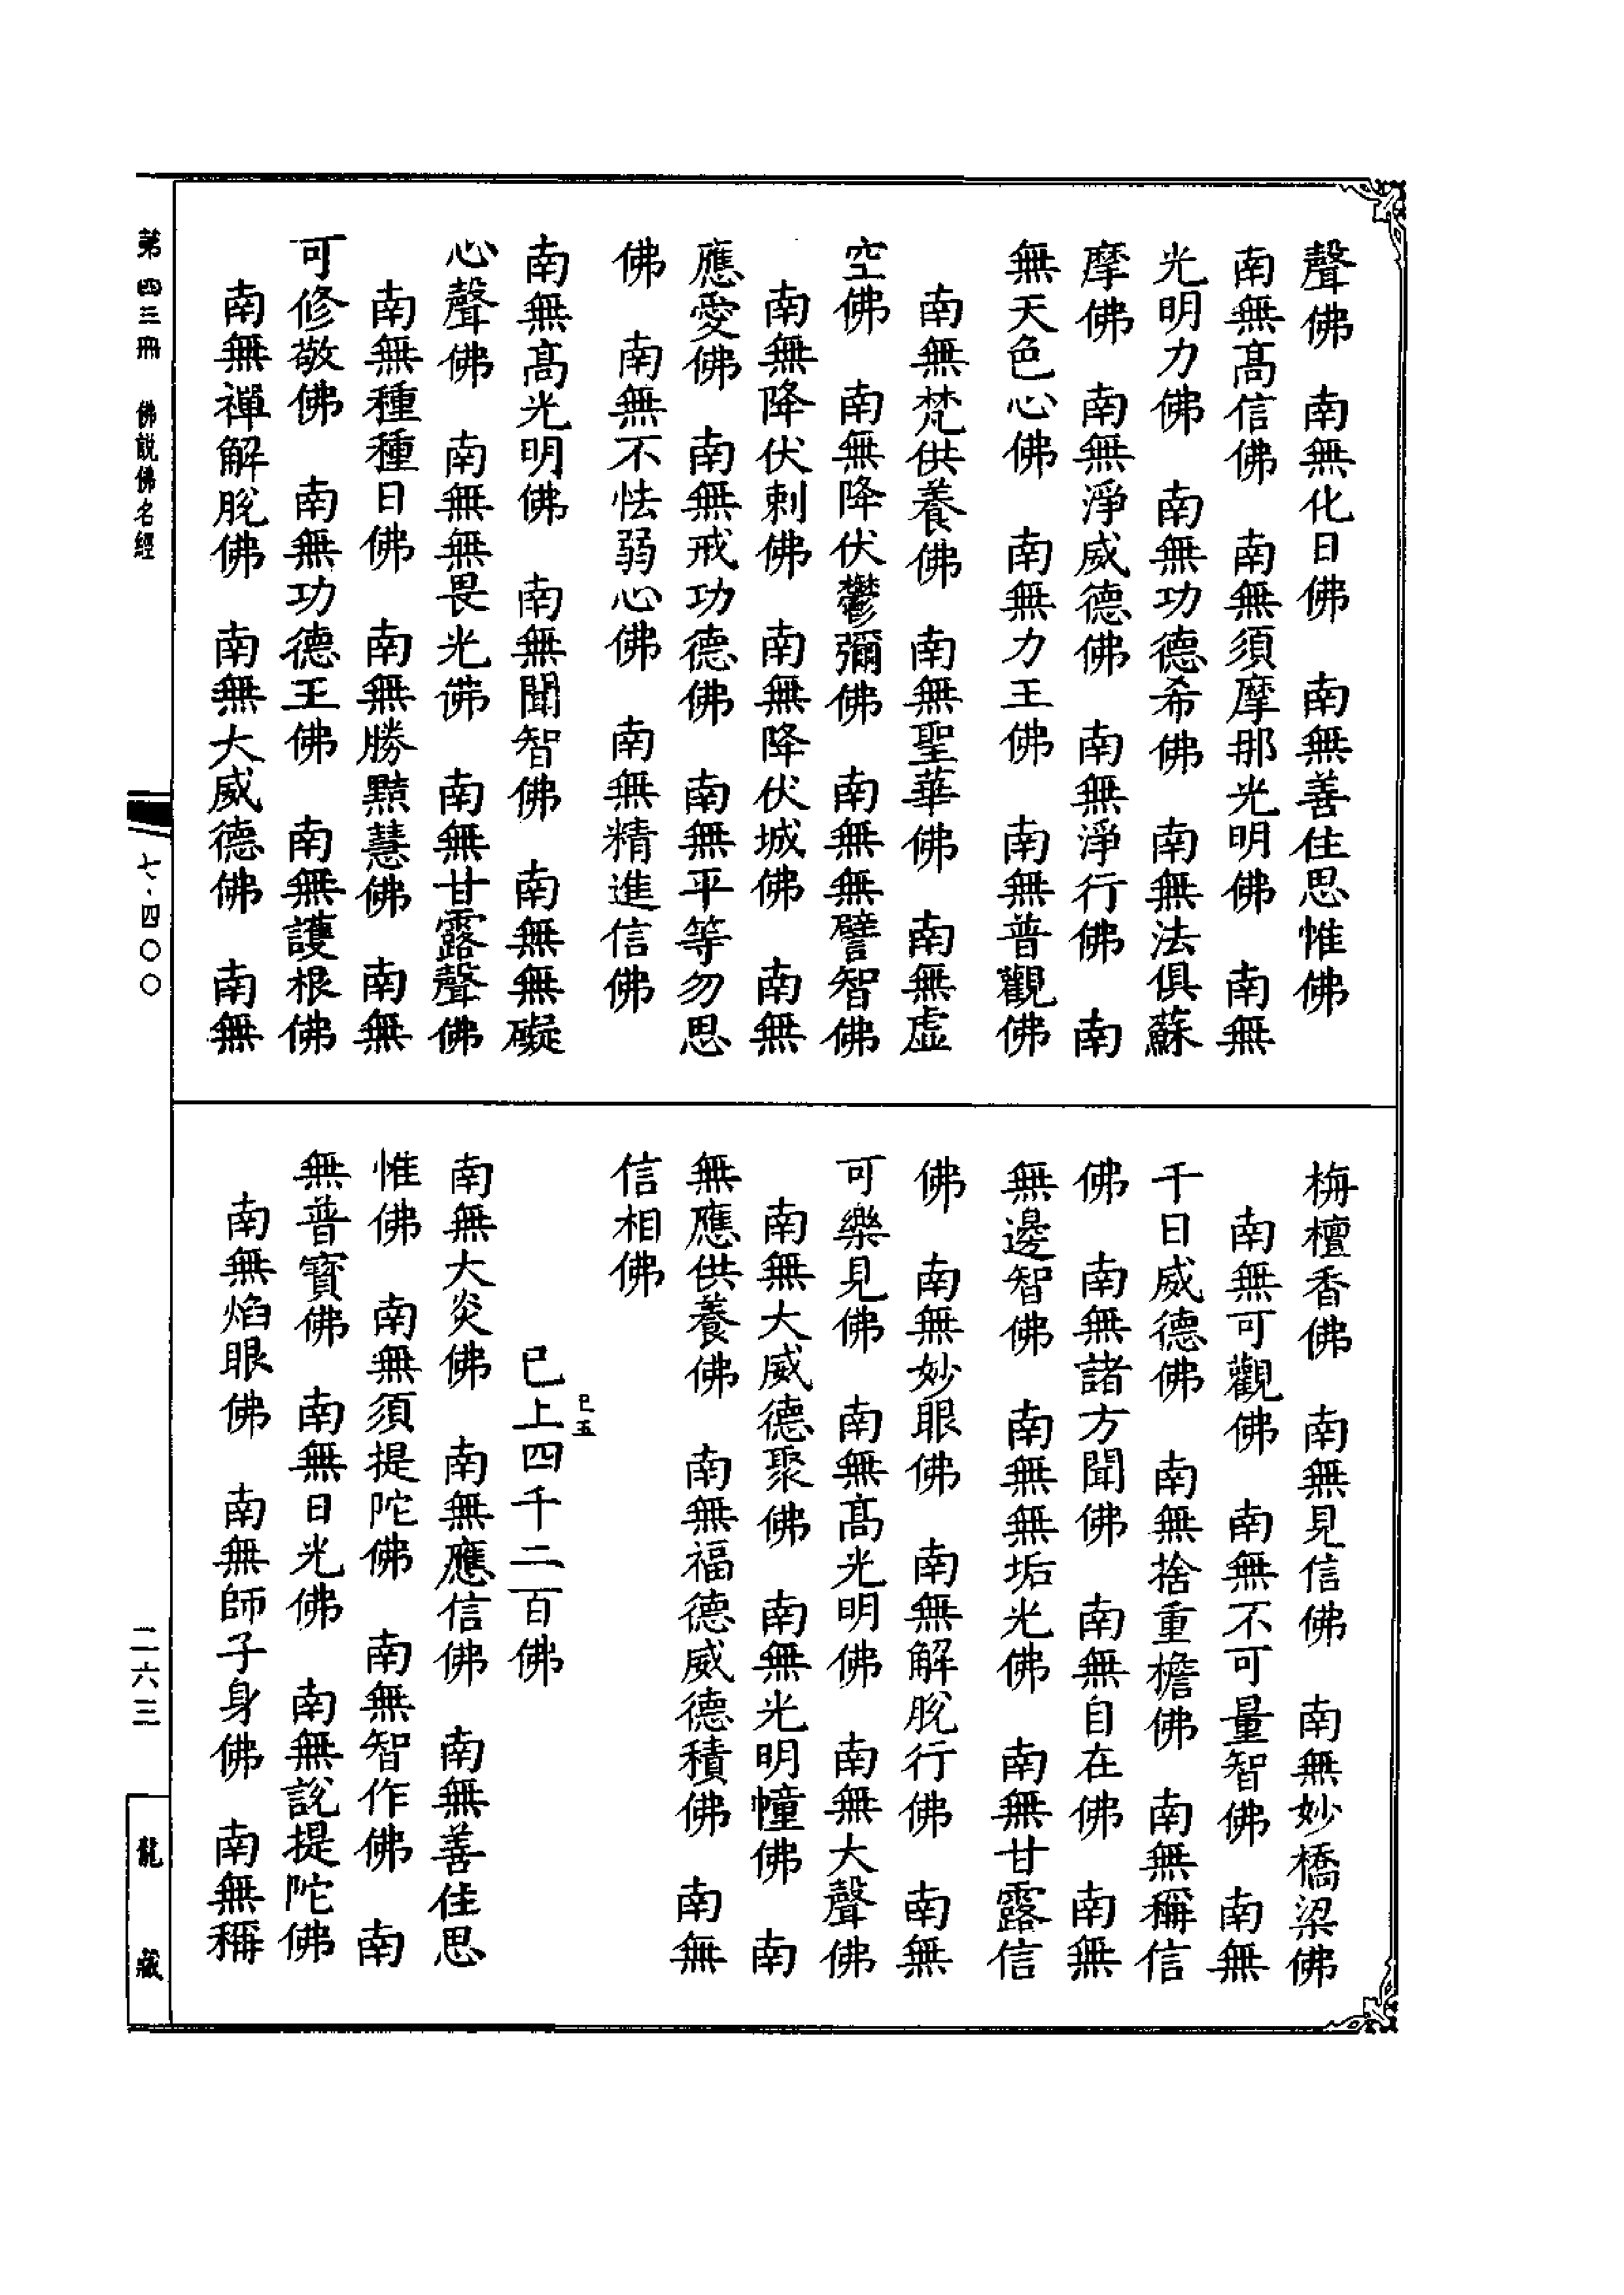 聲佛　南無化日佛　南無善住思惟佛
南無髙信佛　南無須摩那光明佛　南無
光明力佛　南無功德希佛　南無法俱蘇
摩佛　南無淨威德佛　南無淨行佛　南
無天色心佛　南無力王佛　南無普觀佛
南無梵供養佛　南無聖華佛　南無虛
空佛　南無降伏鬱彌佛　南無無譬智佛
南無降伏刺佛　南無降伏城佛　南無
應愛佛　南無戒功德佛　南無平等勿思
佛　南無不怯弱心佛　南無精進信佛
南無髙光明佛　南無聞智佛　南無無礙
心聲佛　南無無畏光佛　南無甘露聲佛
南無種種日佛　南無勝黠慧佛　南無
可修敬佛　南無功德王佛　南無護根佛
南無禪解脫佛　南無大威德佛　南無
栴檀香佛　南無見信佛　南無妙橋梁佛
南無可觀佛　南無不可量智佛　南無
千日威德佛　南無捨重檐佛　南無稱信
佛　南無諸方聞佛　南無自在佛　南無
無邊智佛　南無無垢光佛　南無甘露信
佛　南無妙眼佛　南無解脫行佛　南無
可樂見佛　南無髙光明佛　南無大聲佛
南無大威德聚佛　南無光明幢佛　南
無應供養佛　南無福德威德積佛　南無
信相佛
已五
已上四千二百佛
南無大炎佛　南無應信佛　南無善住思
惟佛　南無須提陀佛　南無智作佛　南
無普寶佛　南無日光佛　南無說提陀佛
南無焰眼佛　南無師子身佛　南無稱
第四三冊　佛說佛名經
七、四〇〇
二六三
龍藏